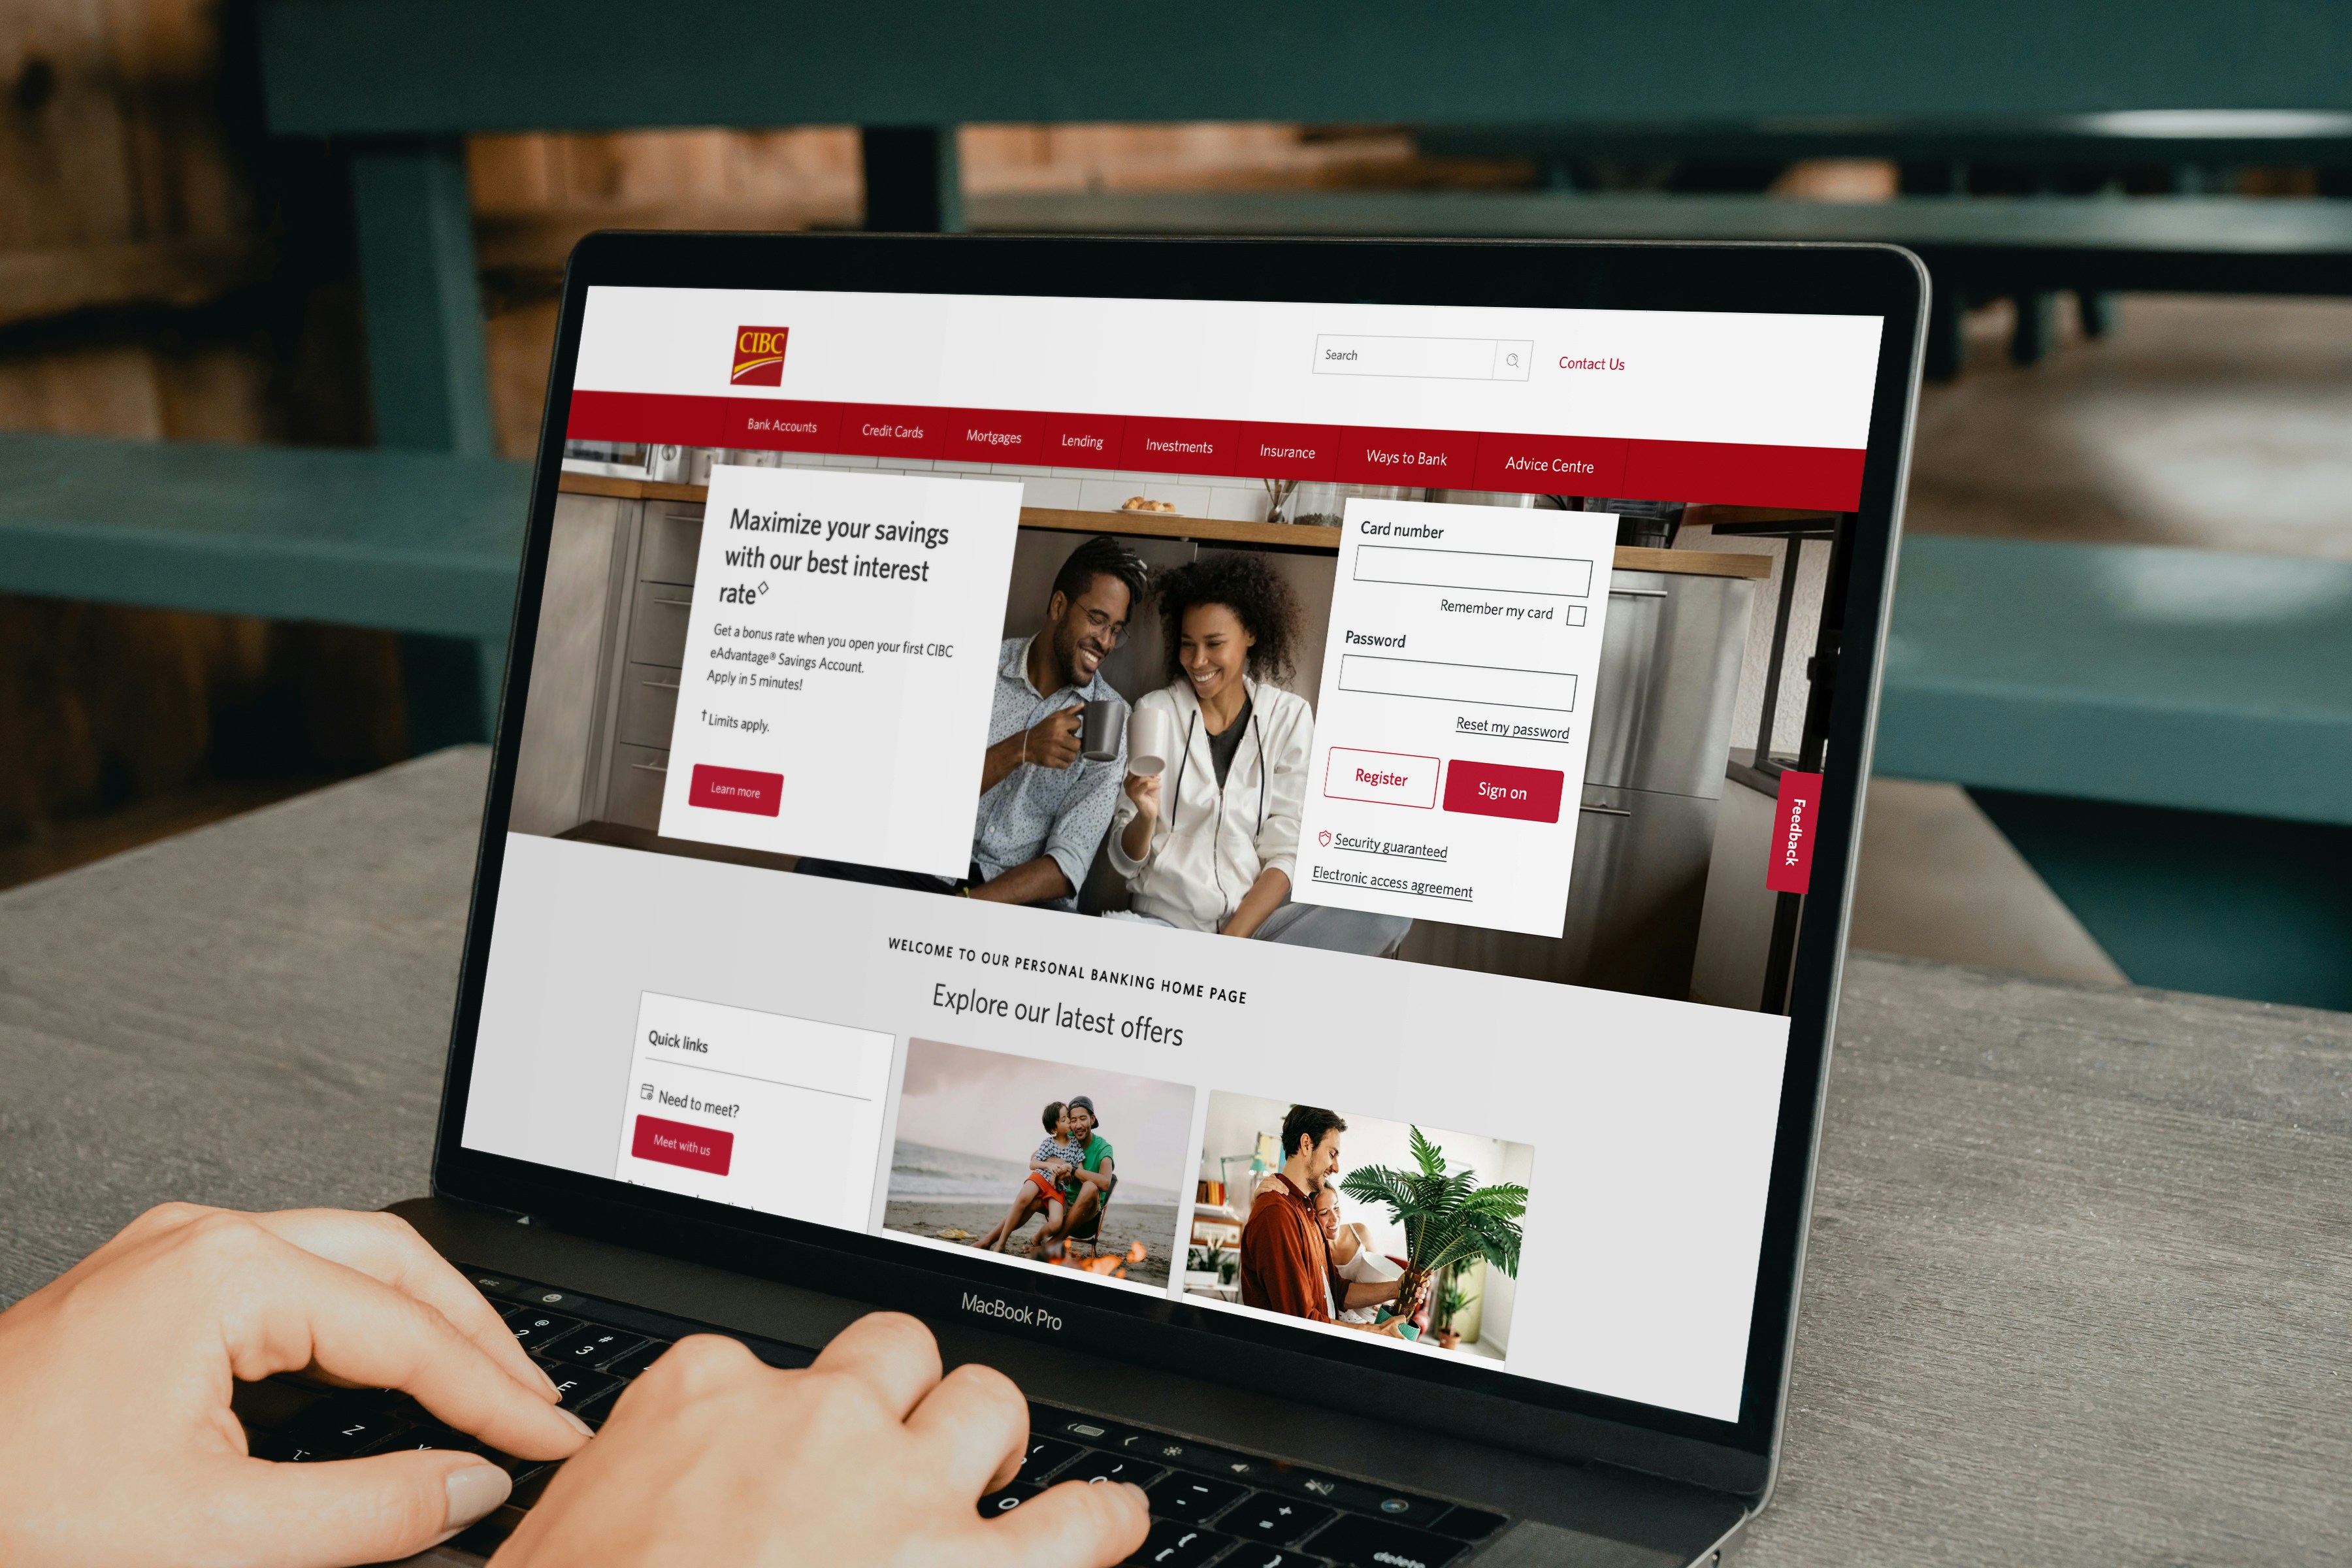 CIBC
Search
Contact Us
Bank Accounts
Credit Cards
Mortgages
Lending
Investments
Insurance
Ways to Bank
Advice Centre
Maximize your savings
with our best interest
rate◇
Get a bonus rate when you open your first CIBC
eAdvantage® Savings Account.
Apply in 5 minutes!
† Limits apply.
Learn more
Card number
Remember my card
Password
Reset my password
Register
Sign on
Security guaranteed
Electronic access agreement
Feedback
WELCOME TO OUR PERSONAL BANKING HOME PAGE
Explore our latest offers
Quick links
Need to meet?
Meet with us
MacBook Pro
esc
@
2
#
3
E
Z
O
-
+
=
delete